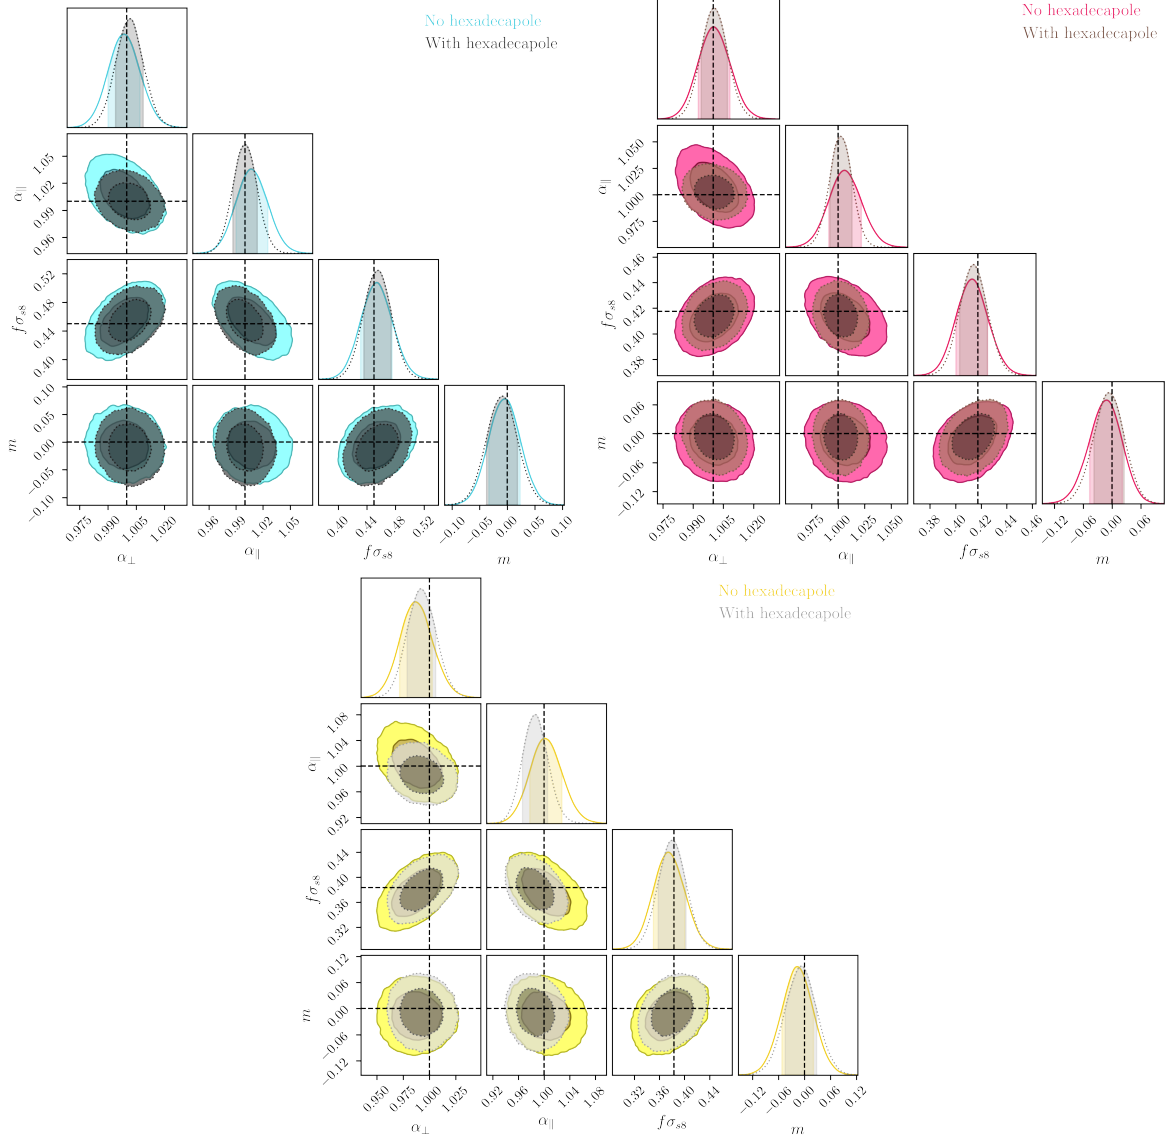 No hexadecapole
With hexadecapole
α∥
1.05
1.02
0.99
0.96
fσs8
0.52
0.48
0.44
0.40
m
0.10
0.05
0.00
−0.05
−0.10
0.975 0.990 1.005 1.020
0.96 0.99 1.02 1.05
0.40 0.44 0.48 0.52
−0.10 −0.05 0.00 0.05 0.10
α⊥ α∥ fσs8 m
No hexadecapole
With hexadecapole
α∥
1.050
1.025
1.000
0.975
fσs8
0.46
0.44
0.42
0.40
0.38
m
0.06
0.00
−0.06
−0.12
0.975 0.990 1.005 1.020
0.975 1.000 1.025 1.050
0.38 0.40 0.42 0.44 0.46
−0.12 −0.06 0.00 0.06
α⊥ α∥ fσs8 m
No hexadecapole
With hexadecapole
α∥
1.08
1.04
1.00
0.96
0.92
fσs8
0.44
0.40
0.36
0.32
m
0.12
0.06
0.00
−0.06
−0.12
0.950 0.975 1.000 1.025
0.92 0.96 1.00 1.04 1.08
0.32 0.36 0.40 0.44
−0.12 −0.06 0.00 0.06 0.12
α⊥ α∥ fσs8 m